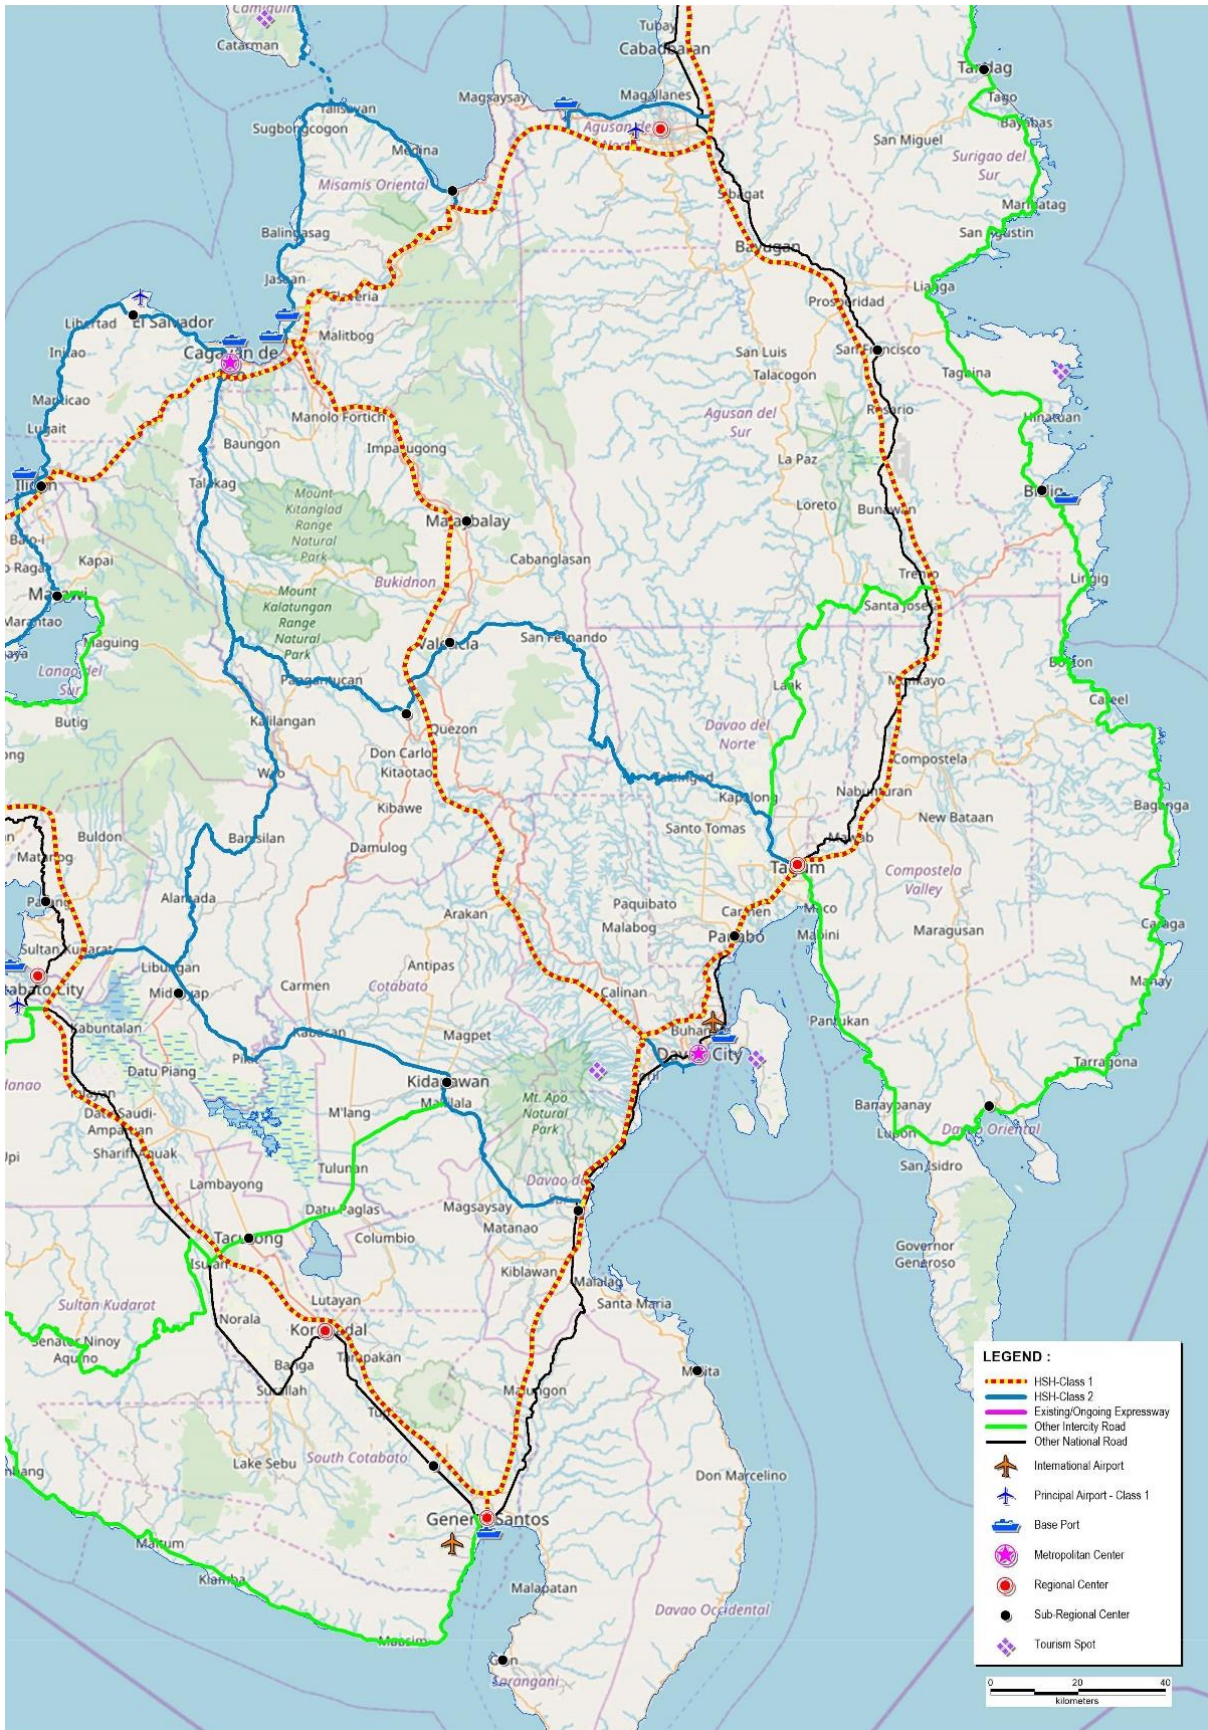 Camiguin
Catarman
Tubay
Cabadbaran
Tandag
Tago
Bayabas
Magsaysay
Magallanes
Talisayan
Sugbongcogon
Medina
San Miguel
Surigao del
Sur
Misamis Oriental
Sibagat
Marihatag
Balingasag
Bayugan
San Agustin
Jasaan
Claveria
Prosperidad
Lianga
Libertad
El Salvador
Malitbog
Initao
Cagayan de
San Luis
San Francisco
Talacogon
Tagbina
Manticao
Manolo Fortich
Agusan del
Sur
Rosario
Hinatuan
Lugait
Baungon
Impasugong
La Paz
Iligan
Talakag
Mount
Kitanglad
Range
Natural
Park
Malaybalay
Loreto
Bunawan
Bislig
Balo-i
Kapai
Cabanglasan
Trento
Lingig
Bukidnon
Mount
Kalatungan
Range
Natural
Park
Santa Josefa
Marawi
Marantao
Maguing
Valencia
San Fernando
Boston
Lanao del
Sur
Pangantucan
Laak
Monkayo
Cateel
Butig
Kalilangan
Quezon
Davao del
Norte
Don Carlos
Kitaotao
Compostela
Wao
Talaingod
Kapalong
Nabunturan
Baganga
Kibawe
Buldon
Banisilan
Damulog
Santo Tomas
New Bataan
Mawab
Matanog
Tagum
Compostela
Valley
Alamada
Arakan
Paquibato
Carmen
Maco
Parang
Malabog
Panabo
Mabini
Maragusan
Caraga
Sultan Kudarat
Libungan
Antipas
Manay
Midsayap
Carmen
Cotabato
Calinan
Kabuntalan
Kabacan
Magpet
Buhangin
Pantukan
Datu Piang
Pikit
Davao City
Tarragona
Kidapawan
Makilala
Mt. Apo
Natural
Park
Banaybanay
Datu Saudi-
Ampatuan
M'lang
Lupon
Davao Oriental
Shariff Aguak
Tulunan
San Isidro
Lambayong
Datu Paglas
Magsaysay
Matanao
Tacurong
Columbio
Governor
Generoso
Isulan
Kiblawan
Malalag
Santa Maria
Sultan Kudarat
Lutayan
Norala
Senator Ninoy
Aquino
Koronadal
Banga
Tampakan
Malita
Surallah
Malungon
Lake Sebu
South Cotabato
Don Marcelino
General Santos
Maitum
Kiamba
Malapatan
Davao Occidental
Maasim
Glan
Sarangani
LEGEND :
HSH-Class 1
HSH-Class 2
Existing/Ongoing Expressway
Other Intercity Road
Other National Road
International Airport
Principal Airport - Class 1
Base Port
Metropolitan Center
Regional Center
Sub-Regional Center
Tourism Spot
0 20 40
kilometers